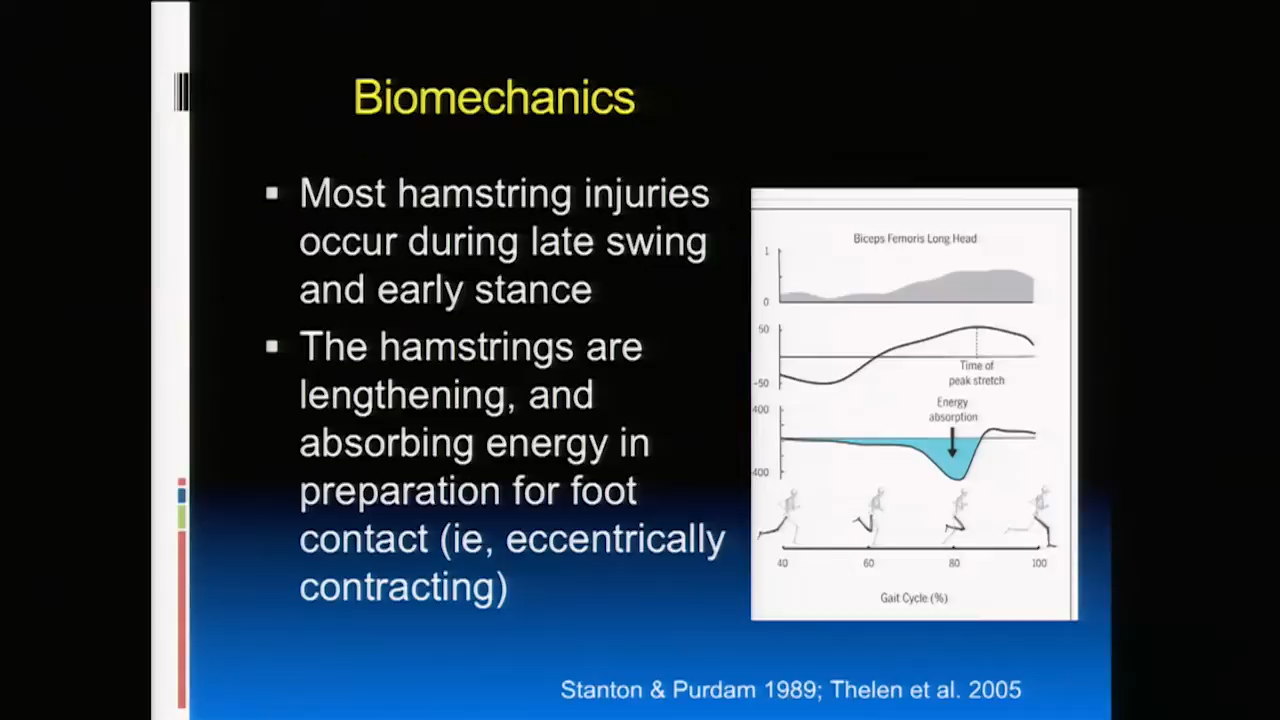 Biomechanics
▪ Most hamstring injuries
occur during late swing
and early stance
▪ The hamstrings are
lengthening, and
absorbing energy in
preparation for foot
contact (ie, eccentrically
contracting)
Biceps Femoris Long Head
1
0
50
-50
Time of
peak stretch
400
Energy
absorption
400
40 60 80 100
Gait Cycle (%)
Stanton & Purdam 1989; Thelen et al. 2005